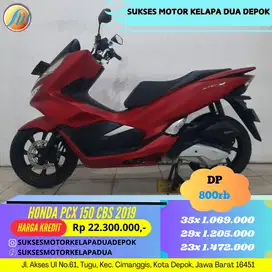 SUKSES MOTOR KELAPA DUA DEPOK
HONDA PCX 150 CBS 2019
HARGA KREDIT
Rp 22.300.000,-
DP
800rb
35x 1.069.000
29x 1.205.000
23x 1.472.000
SUKSESMOTORKELAPADUADEPOK
SUKSESMOTORKELAPADUA
Jl. Akses UI No.61, Tugu, Kec. Cimanggis, Kota Depok, Jawa Barat 16451